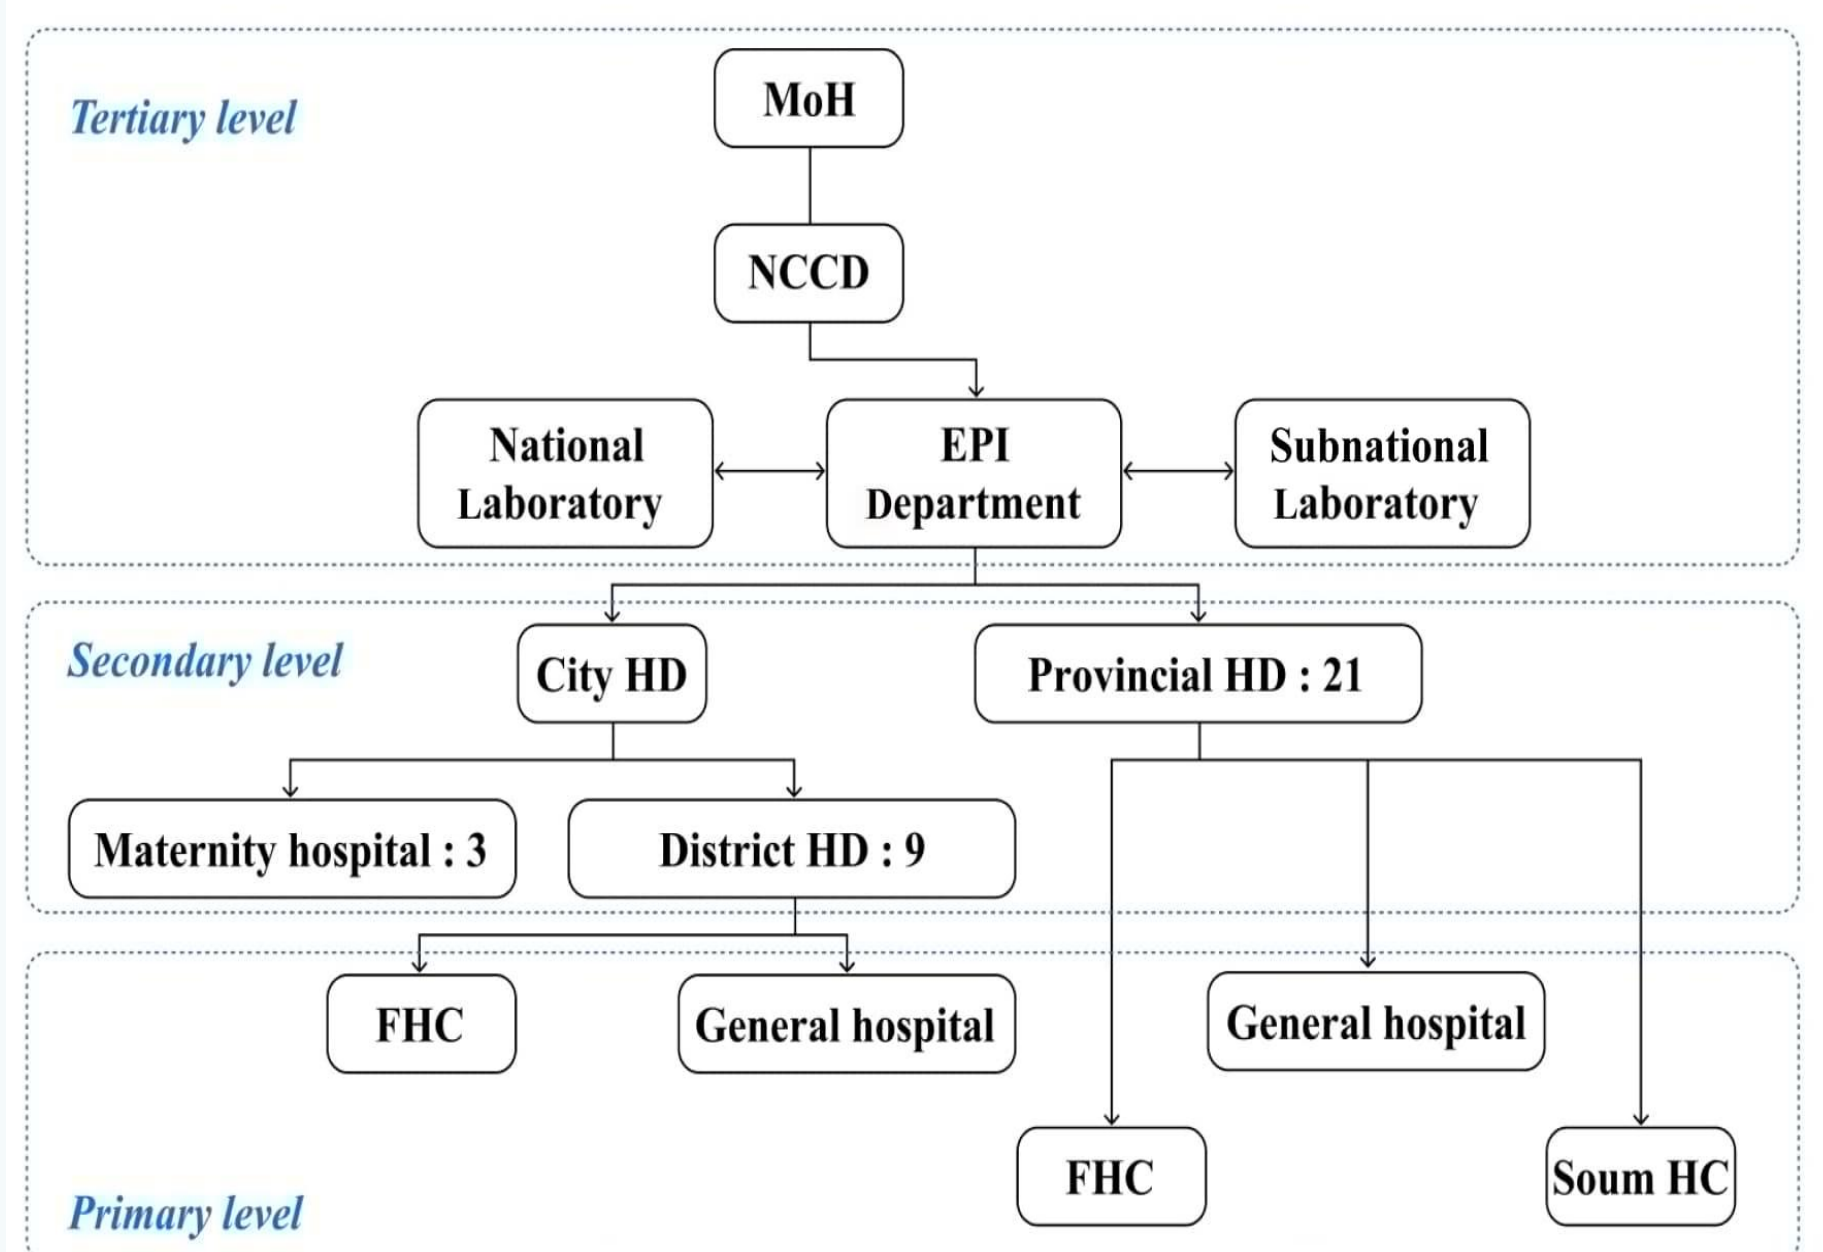 Tertiary level
MoH
NCCD
National
Laboratory
EPI
Department
Subnational
Laboratory
Secondary level
City HD
Provincial HD : 21
Maternity hospital : 3
District HD : 9
FHC
General hospital
General hospital
FHC
Soum HC
Primary level